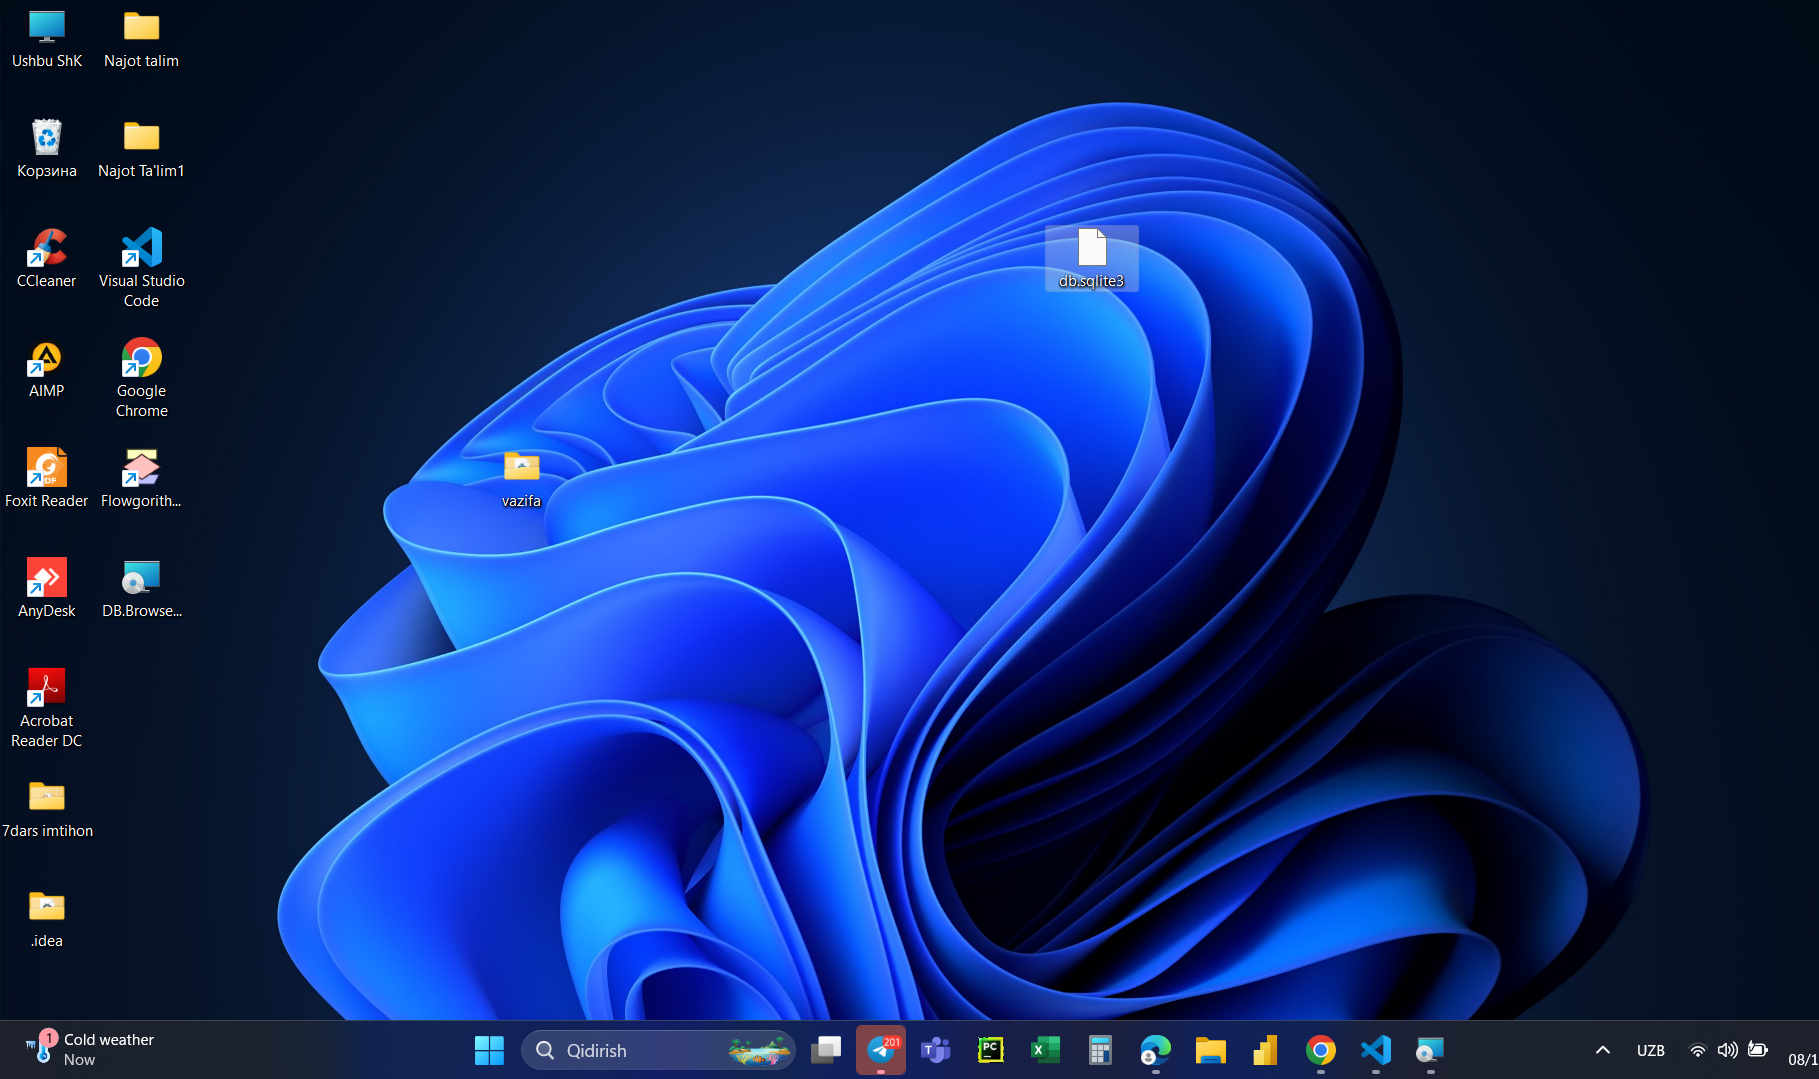 Ushbu ShK
Najot talim
Корзина
Najot Ta'lim1
CCleaner
Visual Studio
Code
db.sqlite3
AIMP
Google
Chrome
Foxit Reader
Flowgorith...
vazifa
AnyDesk
DB.Browse...
Acrobat
Reader DC
7dars imtihon
.idea
1
Cold weather
Now
Qidirish
201
T
PC
X
UZB
08/1